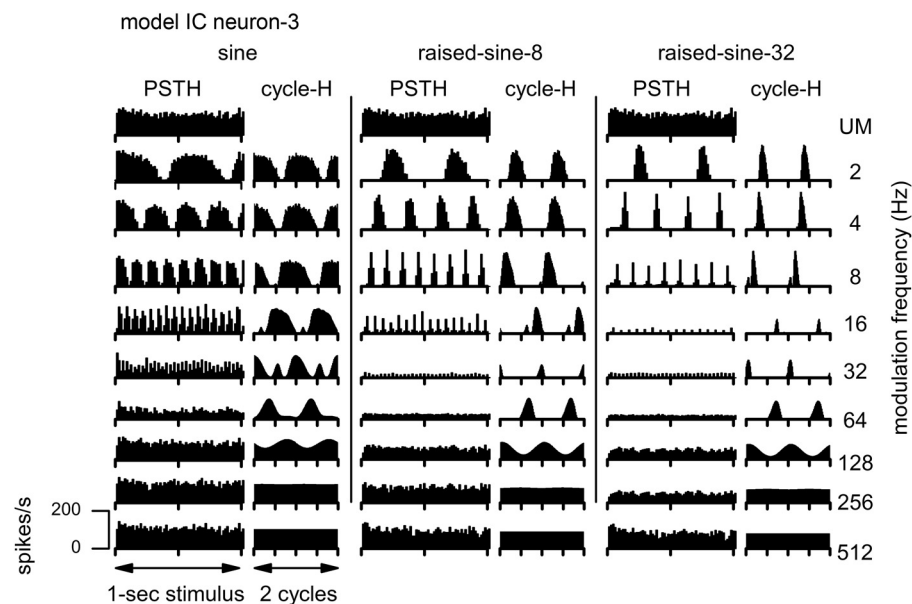 model IC neuron-3
sine raised-sine-8 raised-sine-32
PSTH cycle-H PSTH cycle-H PSTH cycle-H
UM
2
4
8
16
32
64
128
256
512
modulation frequency (Hz)
spikes/s
200
0
1-sec stimulus 2 cycles